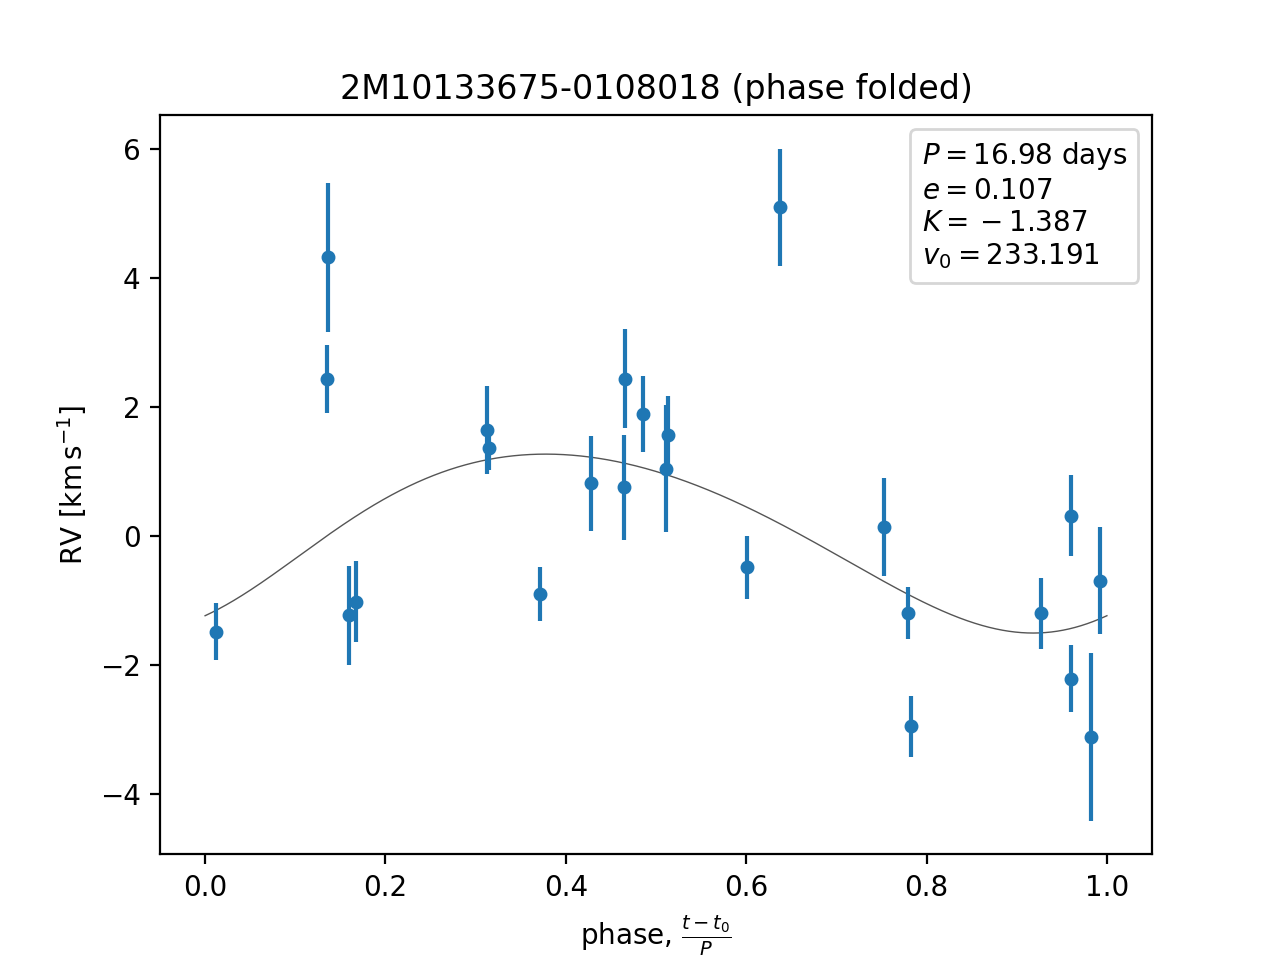 2M10133675-0108018 (phase folded)
P = 16.98 days
e = 0.107
K = −1.387
v₀ = 233.191
RV [km s⁻¹]
6
4
2
0
−2
−4
0.0 0.2 0.4 0.6 0.8 1.0
phase, (t − t₀)/P